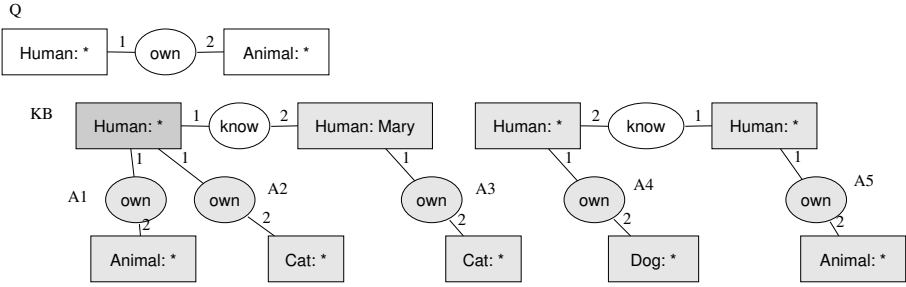 Q
Human: * 1 own 2 Animal: *
KB
Human: * 1 know 2 Human: Mary Human: * 2 know 1 Human: *
1 1 1 1 1
A1 own own A2 own A3 own A4 own A5
2 2 2 2 2
Animal: * Cat: * Cat: * Dog: * Animal: *